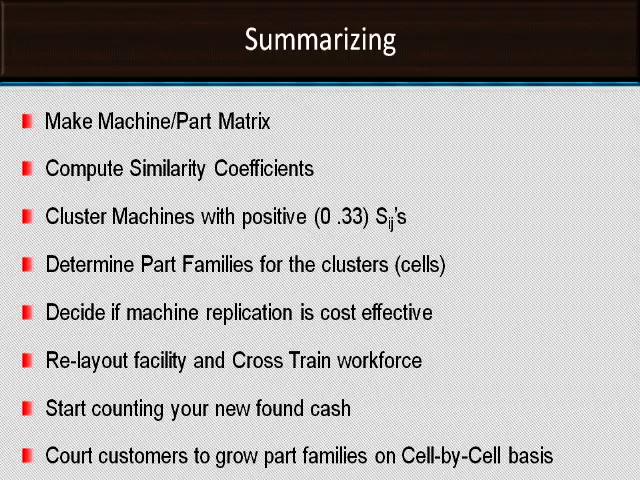 Summarizing
Make Machine/Part Matrix
Compute Similarity Coefficients
Cluster Machines with positive (0 .33) Sij's
Determine Part Families for the clusters (cells)
Decide if machine replication is cost effective
Re-layout facility and Cross Train workforce
Start counting your new found cash
Court customers to grow part families on Cell-by-Cell basis